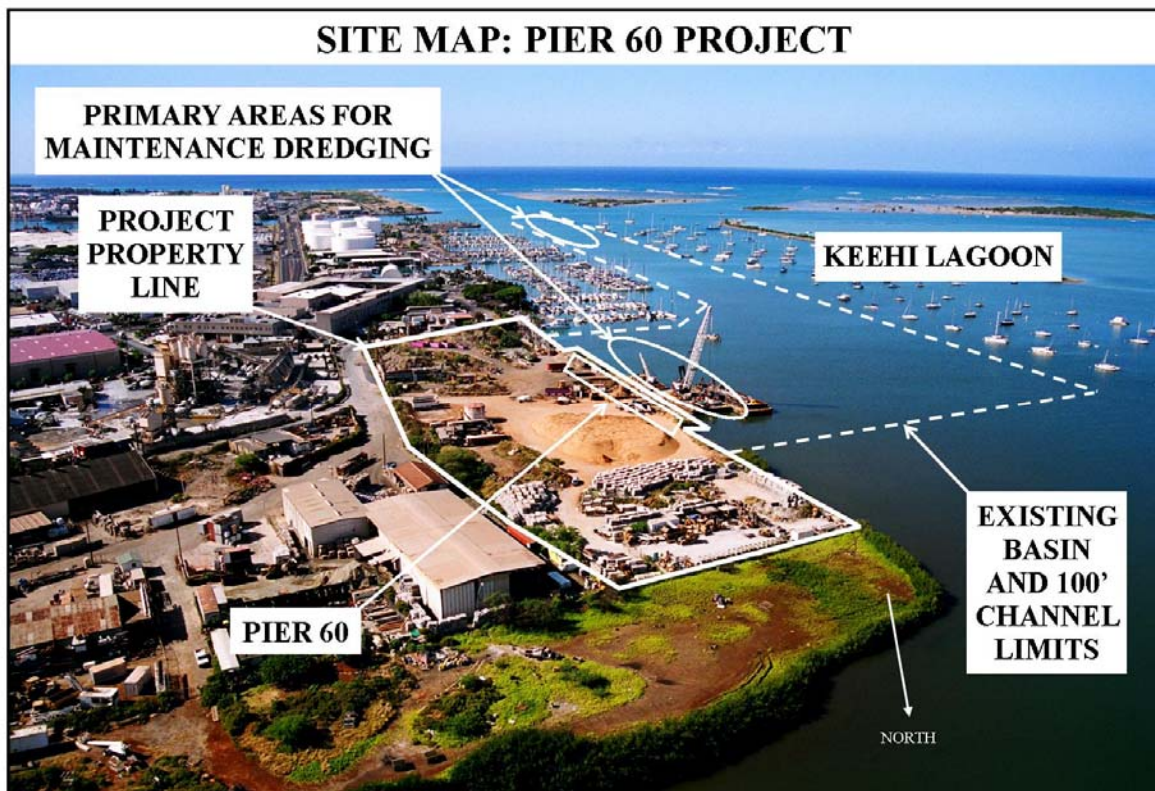 SITE MAP: PIER 60 PROJECT
PRIMARY AREAS FOR
MAINTENANCE DREDGING
PROJECT
PROPERTY
LINE
KEEHI LAGOON
EXISTING
BASIN
AND 100'
CHANNEL
LIMITS
PIER 60
NORTH